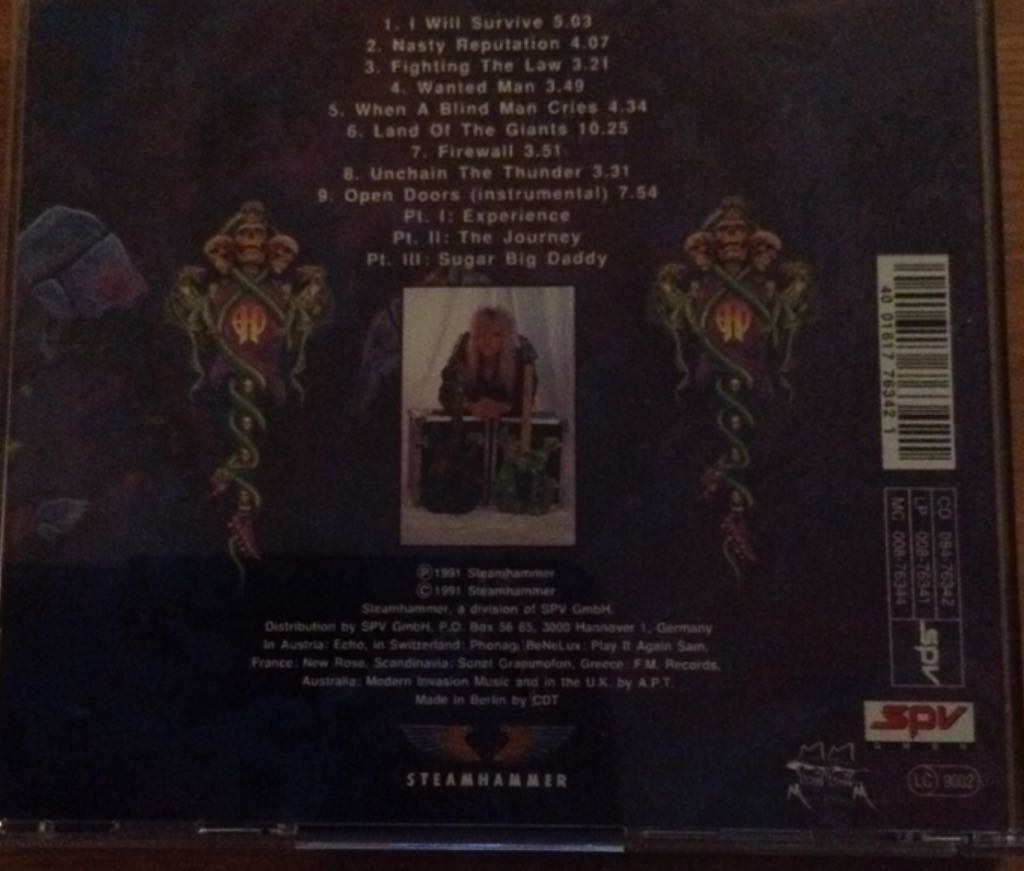 1. I Will Survive 5.03
2. Nasty Reputation 4.07
3. Fighting The Law 3.21
4. Wanted Man 3.49
5. When A Blind Man Cries 4.34
6. Land Of The Giants 10.25
7. Firewall 3.51
8. Unchain The Thunder 3.31
9. Open Doors (instrumental) 7.54
Pt. I: Experience
Pt. II: The Journey
Pt. III: Sugar Big Daddy
40 01617 76342 1
CD 084-76342
LP 008-76341
MC 008-76344
spv
Ⓟ1991 Steamhammer
©1991 Steamhammer
Steamhammer, a division of SPV GmbH.
Distribution by SPV GmbH, P.O. Box 56 65, 3000 Hannover 1, Germany
In Austria: Echo, in Switzerland: Phonag, BeNeLux: Play It Again Sam,
France: New Rose, Scandinavia: Sonet Grammofon, Greece: F.M. Records,
Australia: Modern Invasion Music and in the U.K. by A.P.T.
Made in Berlin by CDT
STEAMHAMMER
spv
LC 9002